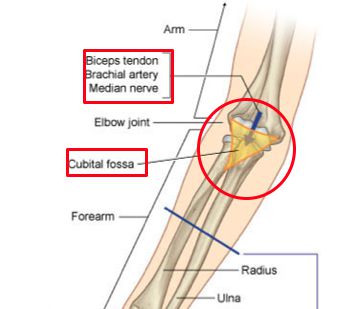 Arm
Biceps tendon
Brachial artery
Median nerve
Elbow joint
Cubital fossa
Forearm
Radius
Ulna